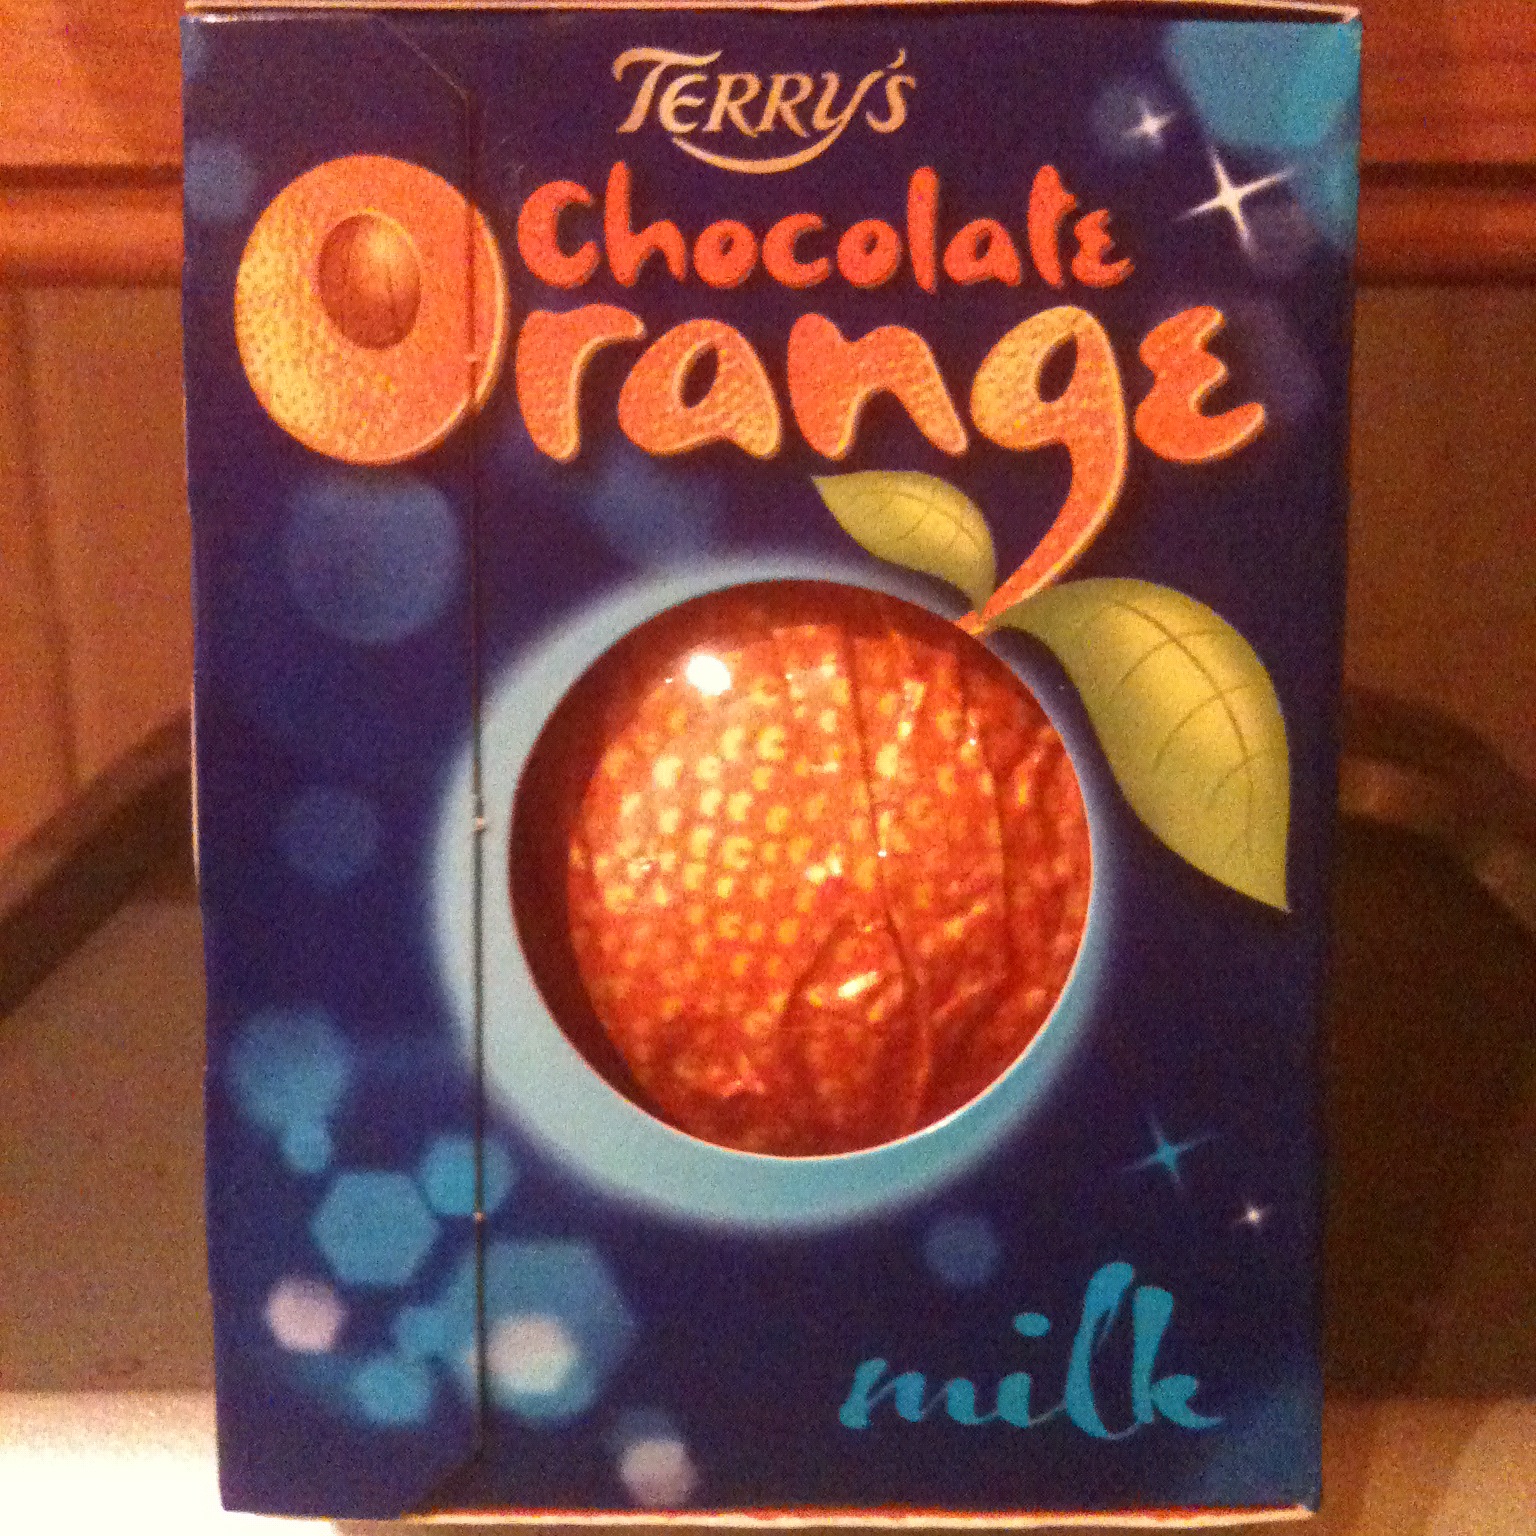 TERRY'S
Chocolate
Orange
milk